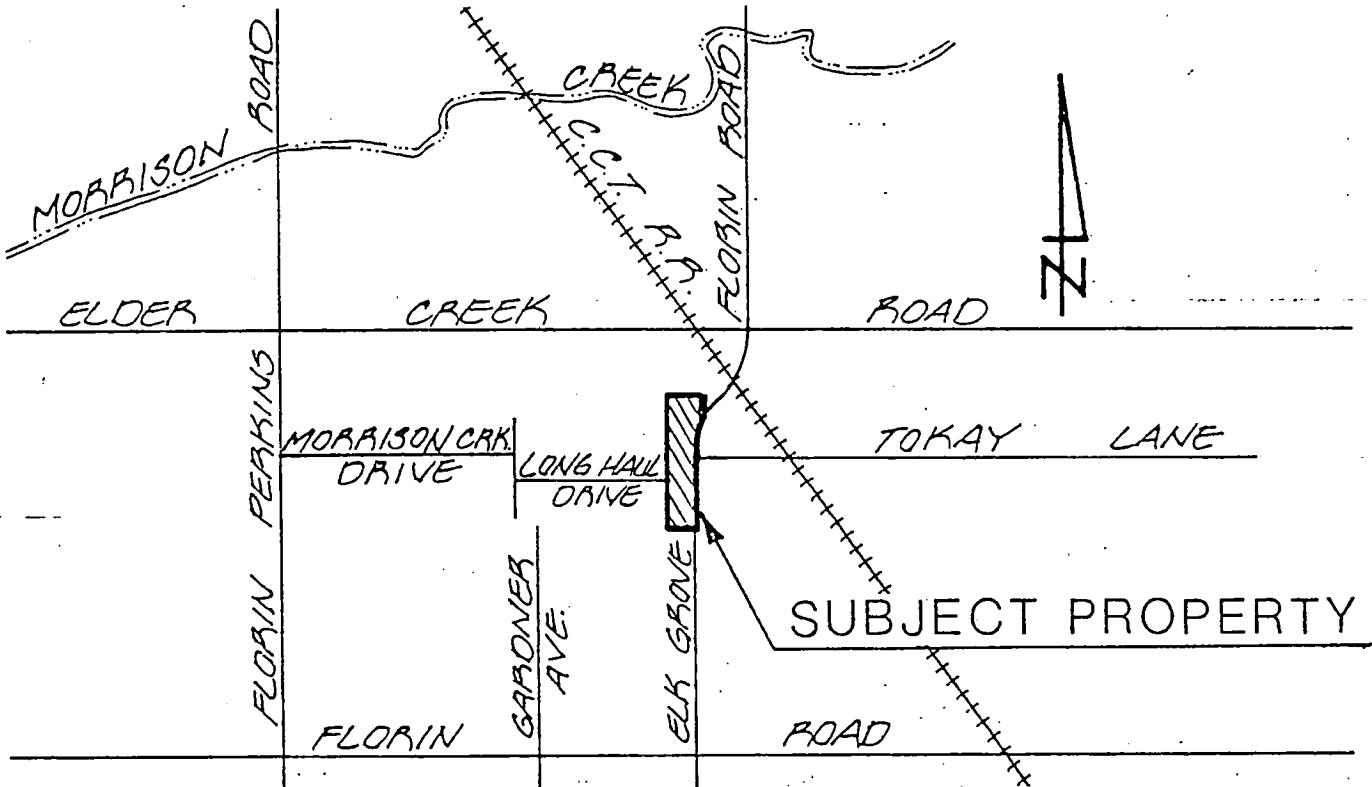 MORRISON
CREEK
ROAD
C.C.T. R.R.
FLORIN ROAD
N
ELDER CREEK ROAD
FLORIN PERKINS
MORRISON CRK.
DRIVE
LONG HAUL
DRIVE
TOKAY LANE
GARDNER
AVE.
ELK GROVE
SUBJECT PROPERTY
FLORIN ROAD